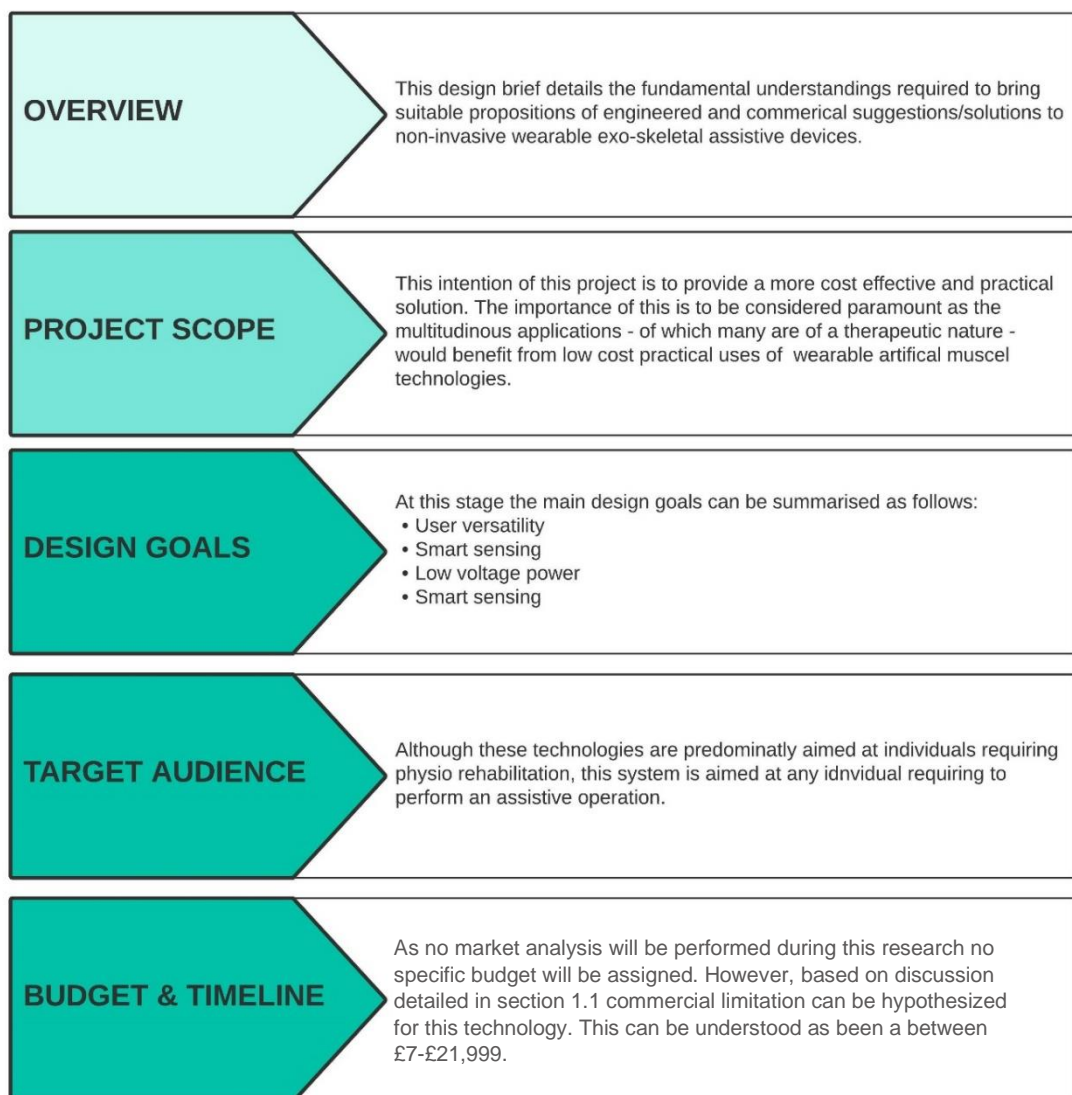 OVERVIEW
This design brief details the fundamental understandings required to bring
suitable propositions of engineered and commerical suggestions/solutions to
non-invasive wearable exo-skeletal assistive devices.
PROJECT SCOPE
This intention of this project is to provide a more cost effective and practical
solution. The importance of this is to be considered paramount as the
multitudinous applications - of which many are of a therapeutic nature -
would benefit from low cost practical uses of wearable artifical muscel
technologies.
DESIGN GOALS
At this stage the main design goals can be summarised as follows:
• User versatility
• Smart sensing
• Low voltage power
• Smart sensing
TARGET AUDIENCE
Although these technologies are predominatly aimed at individuals requiring
physio rehabilitation, this system is aimed at any idnvidual requiring to
perform an assistive operation.
BUDGET & TIMELINE
As no market analysis will be performed during this research no
specific budget will be assigned. However, based on discussion
detailed in section 1.1 commercial limitation can be hypothesized
for this technology. This can be understood as been a between
£7-£21,999.